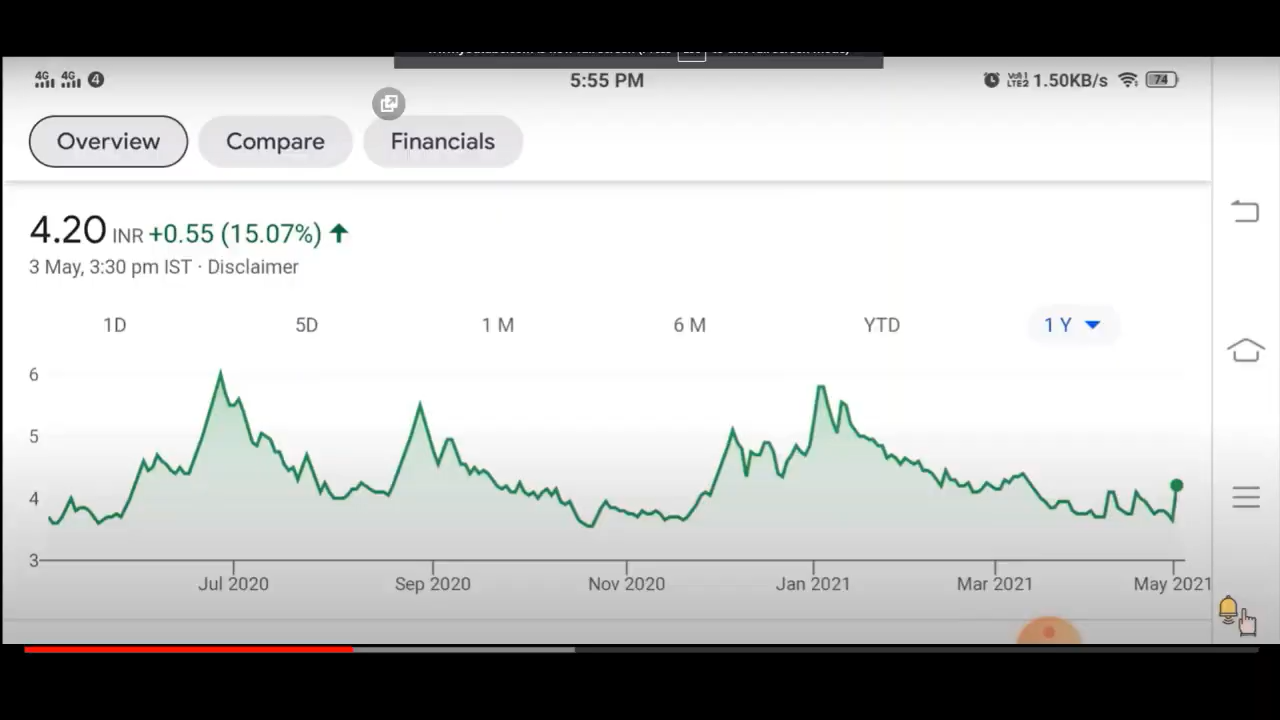 4G 4G 4
5:55 PM
1.50KB/s 74
Overview Compare Financials
4.20 INR +0.55 (15.07%)
3 May, 3:30 pm IST · Disclaimer
1D 5D 1 M 6 M YTD 1 Y
6
5
4
3
Jul 2020 Sep 2020 Nov 2020 Jan 2021 Mar 2021 May 2021